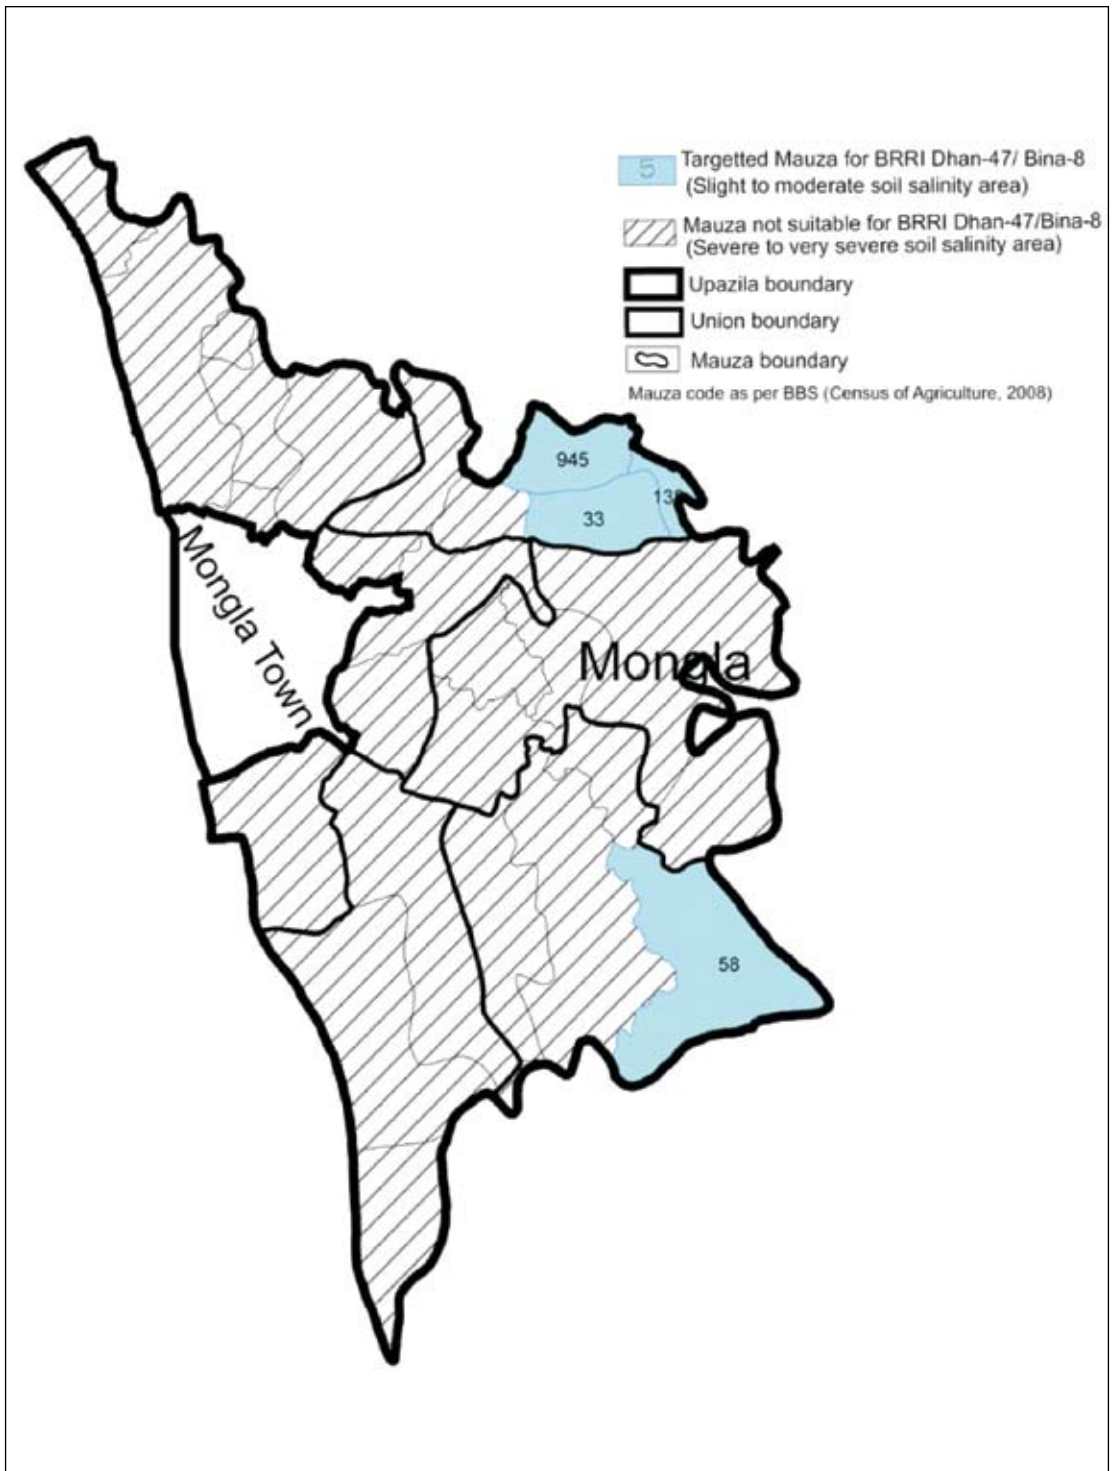 5
Targetted Mauza for BRRI Dhan-47/ Bina-8
(Slight to moderate soil salinity area)
Mauza not suitable for BRRI Dhan-47/Bina-8
(Severe to very severe soil salinity area)
Upazila boundary
Union boundary
Mauza boundary
Mauza code as per BBS (Census of Agriculture, 2008)
945
33
Mongla Town
Mongla
58